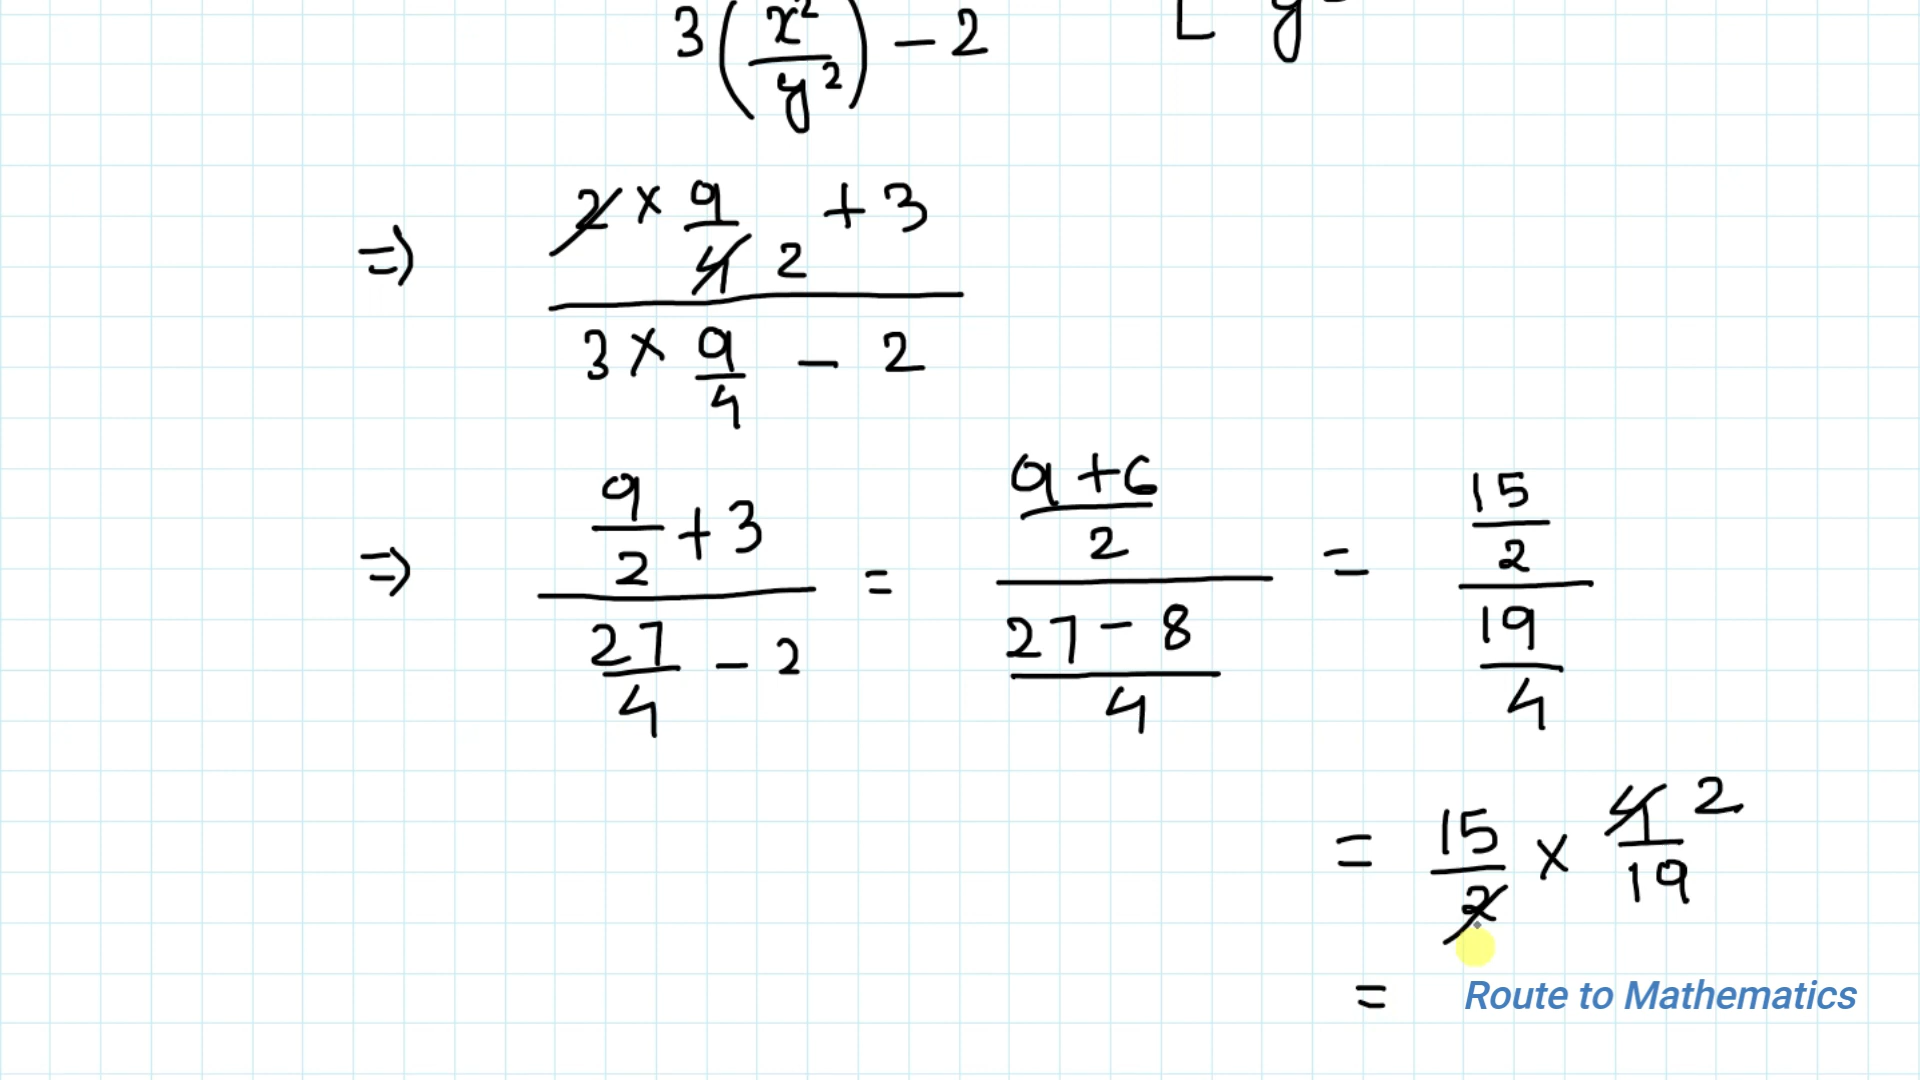 3(x²/y²) - 2 [ y
=> (2 × 9/4 2 + 3)/(3 × 9/4 - 2)
=> (9/2 + 3)/(27/4 - 2) = ((9+6)/2)/((27-8)/4) = (15/2)/(19/4)
= 15/2 × 4/19 2
=
Route to Mathematics